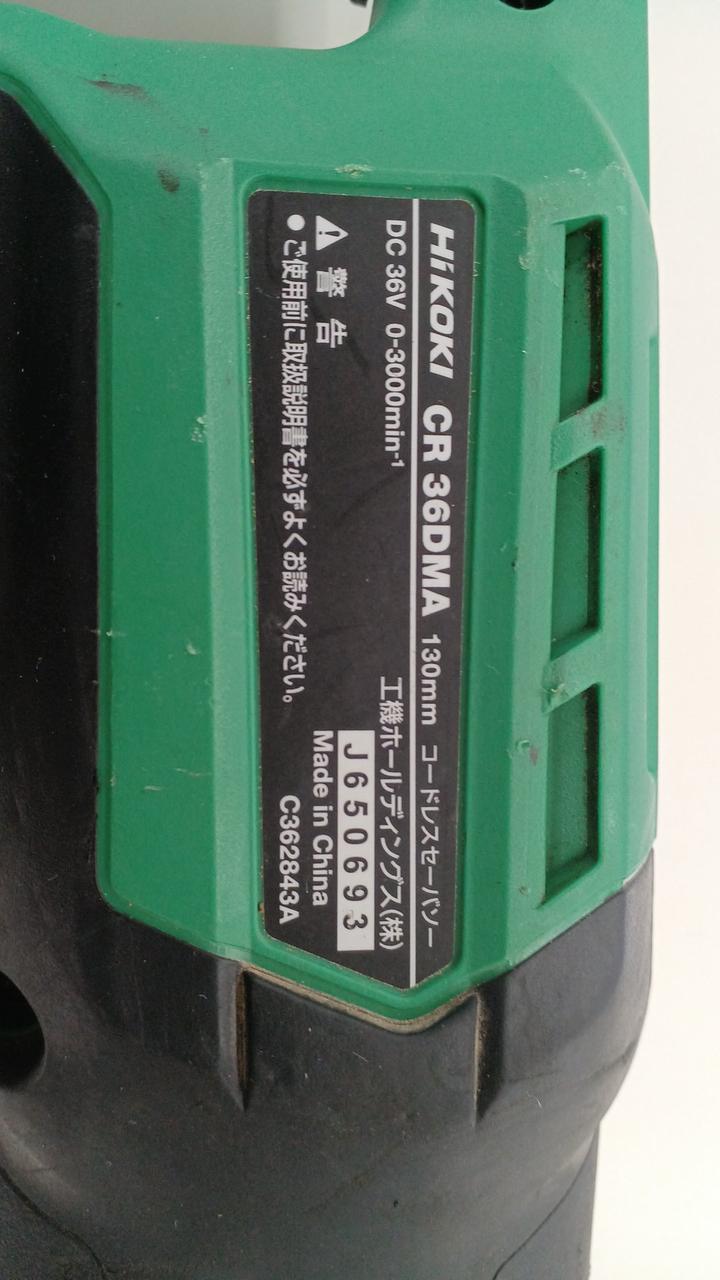 HiKOKI CR 36DMA 130mm コードレスセーバソー
DC 36V 0-3000min-1
工機ホールディングス(株)
⚠ 警告
J650693
Made in China
●ご使用前に取扱説明書を必ずよくお読みください。
C362843A